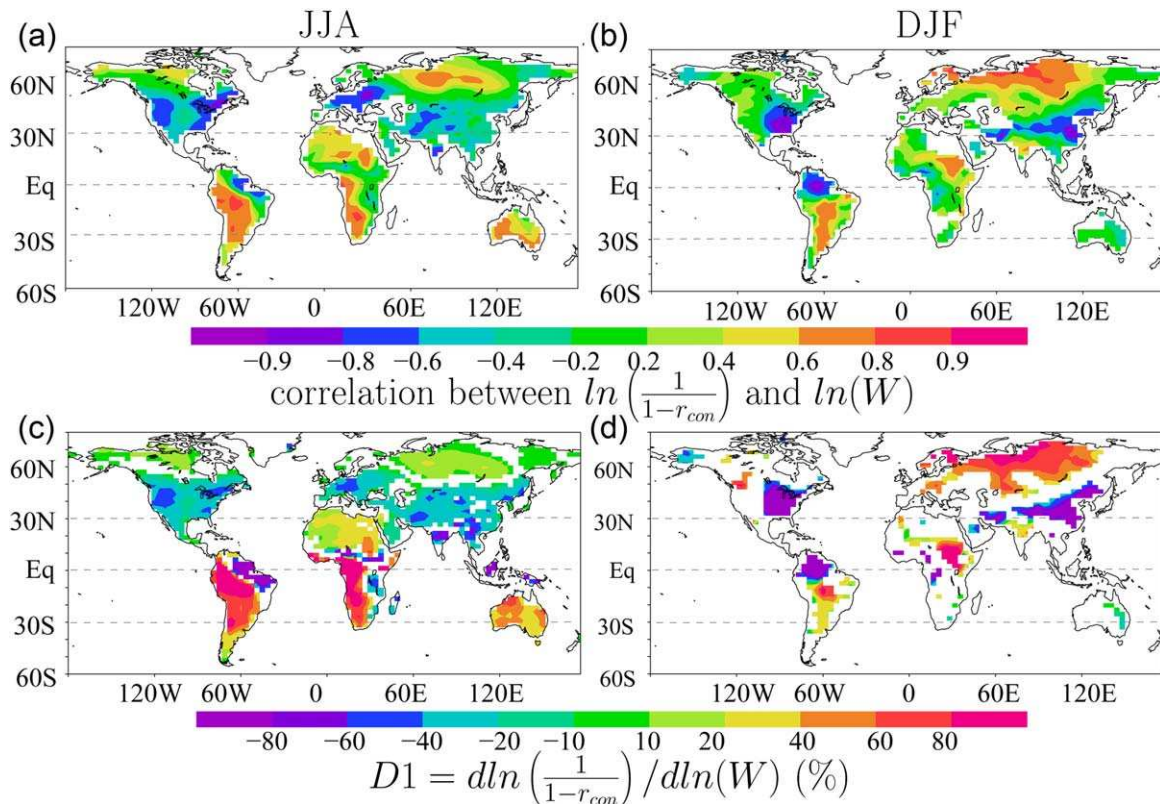 JJA DJF
(a) (b)
60N 60N
30N 30N
Eq Eq
30S 30S
60S 60S
120W 60W 0 60E 120E 120W 60W 0 60E 120E
−0.9 −0.8 −0.6 −0.4 −0.2 0.2 0.4 0.6 0.8 0.9
correlation between ln(1/(1−r_con)) and ln(W)
(c) (d)
60N 60N
30N 30N
Eq Eq
30S 30S
60S 60S
120W 60W 0 60E 120E 120W 60W 0 60E 120E
−80 −60 −40 −20 −10 10 20 40 60 80
D1 = dln(1/(1−r_con))/dln(W) (%)